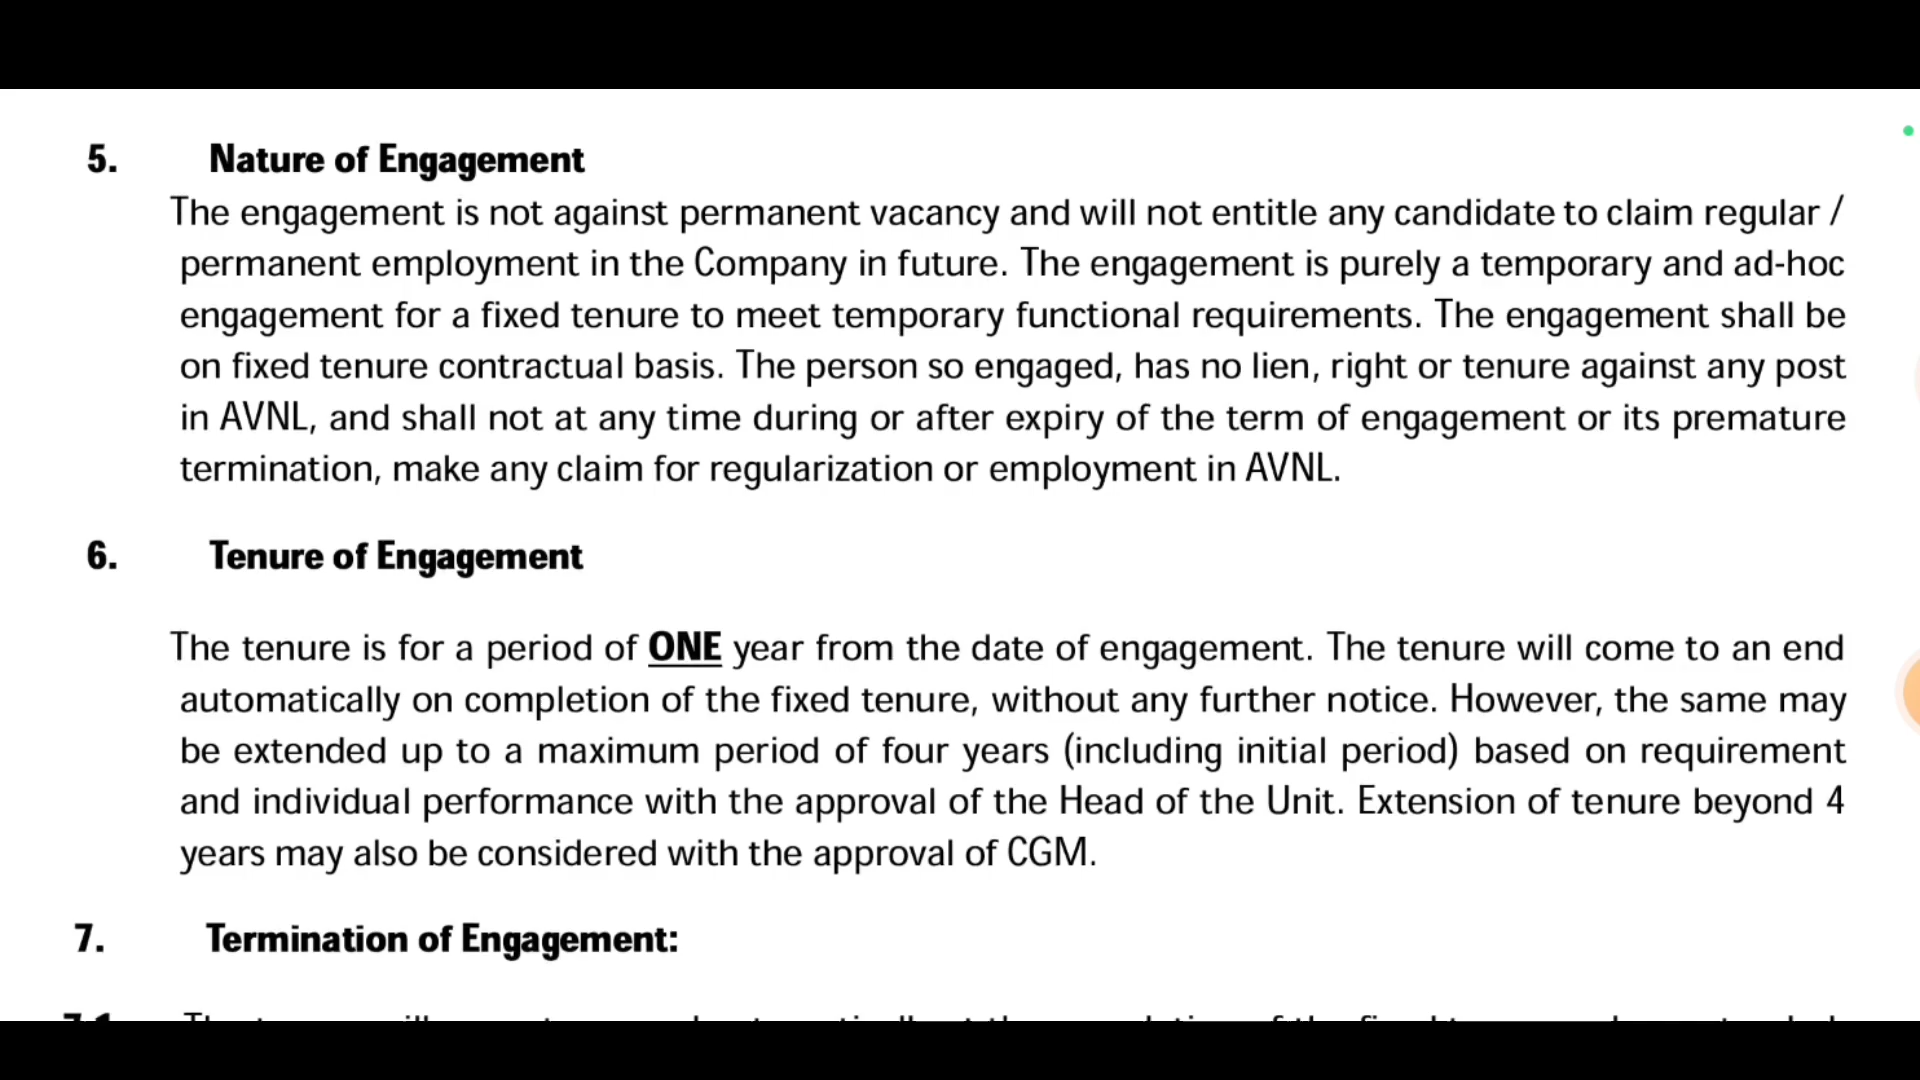 5. Nature of Engagement
The engagement is not against permanent vacancy and will not entitle any candidate to claim regular /
permanent employment in the Company in future. The engagement is purely a temporary and ad-hoc
engagement for a fixed tenure to meet temporary functional requirements. The engagement shall be
on fixed tenure contractual basis. The person so engaged, has no lien, right or tenure against any post
in AVNL, and shall not at any time during or after expiry of the term of engagement or its premature
termination, make any claim for regularization or employment in AVNL.
6. Tenure of Engagement
The tenure is for a period of ONE year from the date of engagement. The tenure will come to an end
automatically on completion of the fixed tenure, without any further notice. However, the same may
be extended up to a maximum period of four years (including initial period) based on requirement
and individual performance with the approval of the Head of the Unit. Extension of tenure beyond 4
years may also be considered with the approval of CGM.
7. Termination of Engagement: